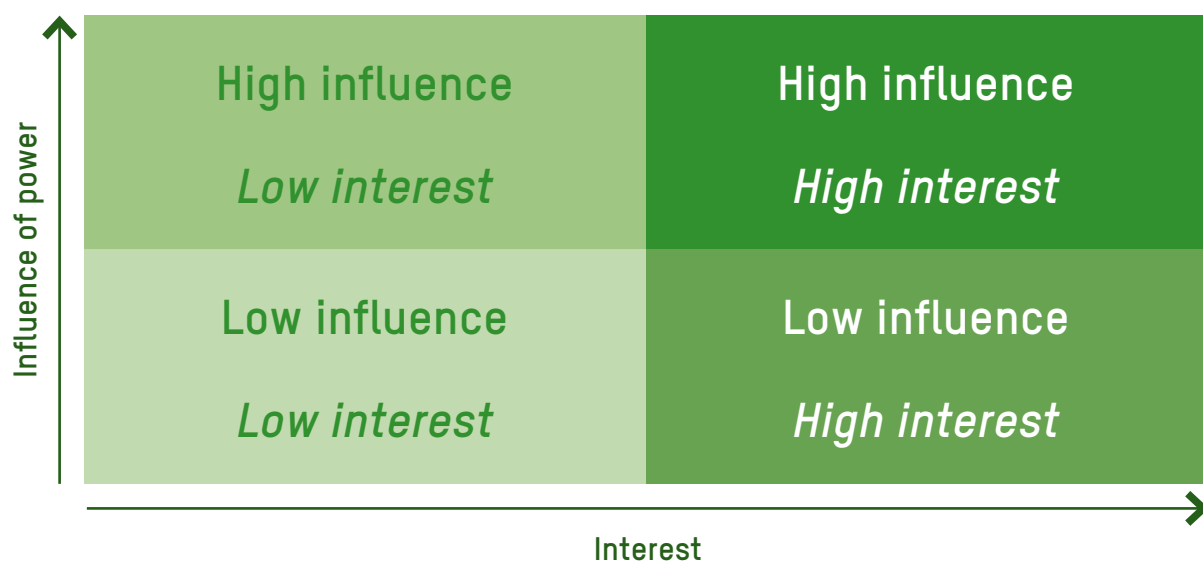 Influence of power
High influence
Low interest
High influence
High interest
Low influence
Low interest
Low influence
High interest
Interest